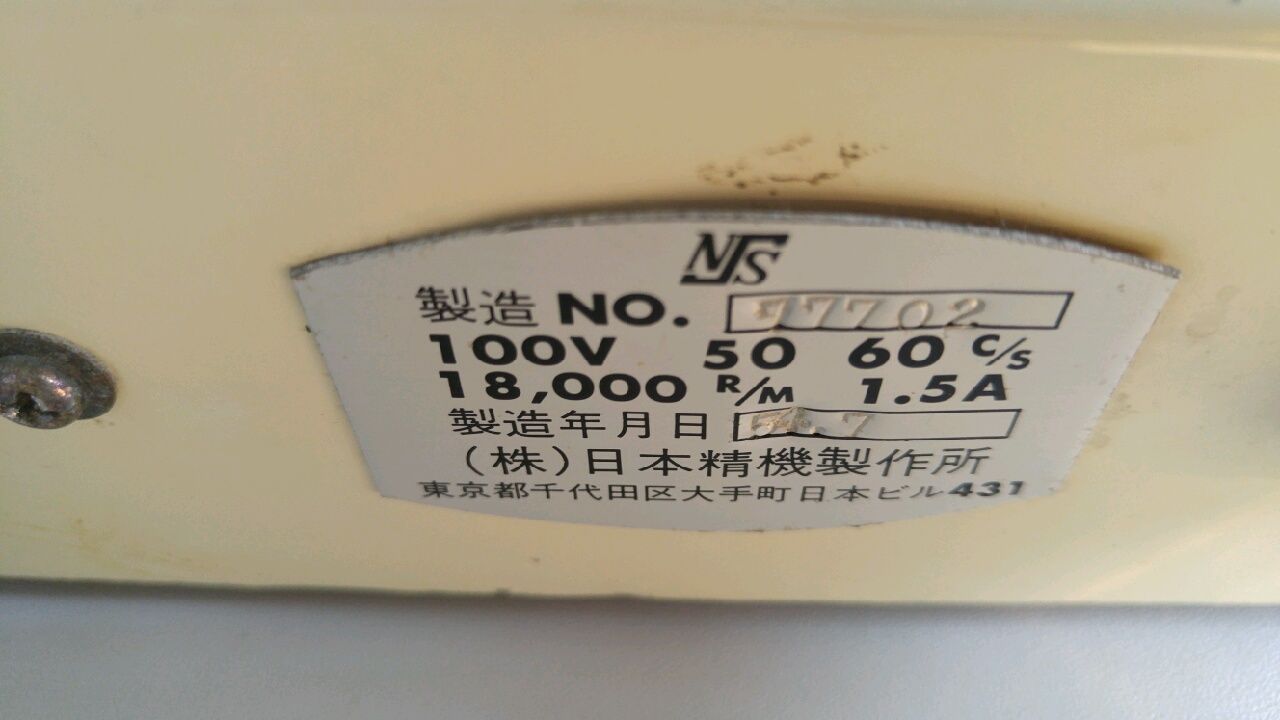 NJS
製造 NO. 77702
100V 50 60 C/S
18,000 R/M 1.5A
製造年月日
(株)日本精機製作所
東京都千代田区大手町日本ビル431